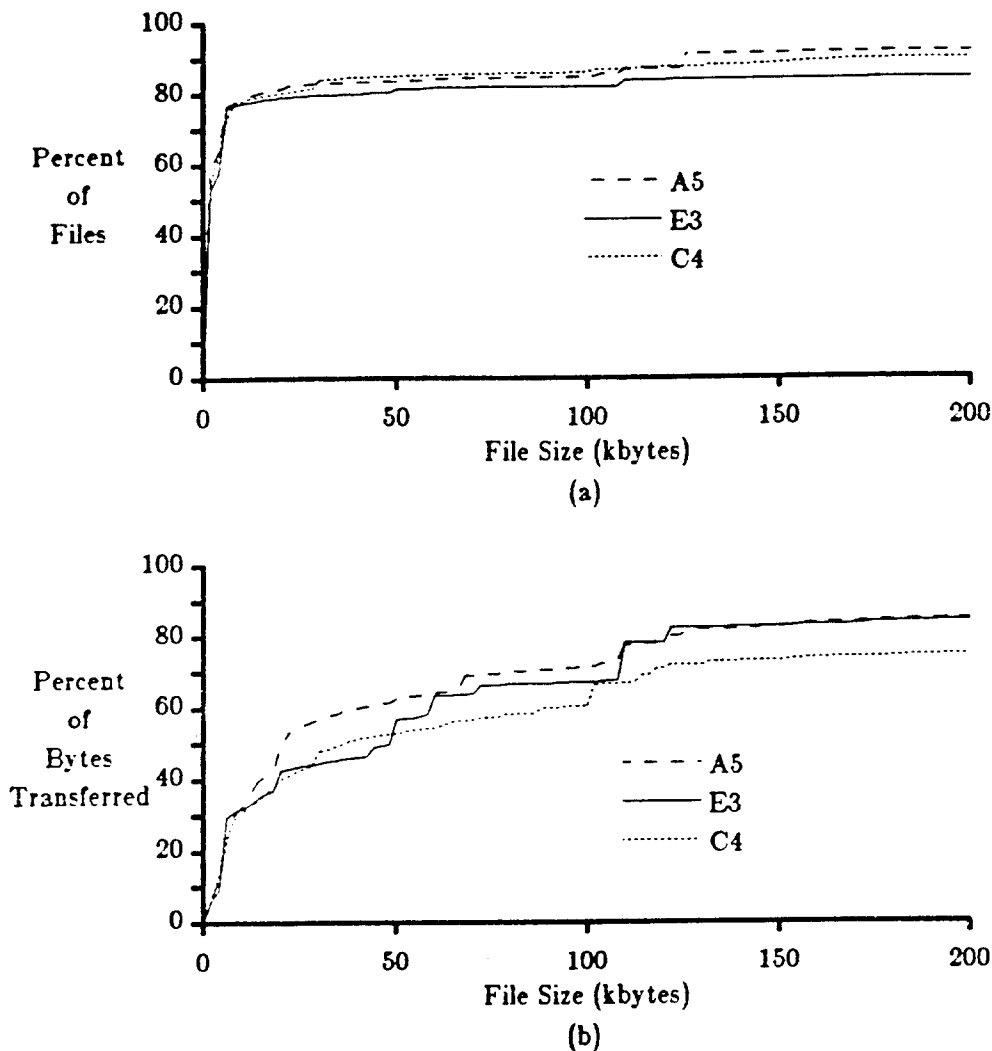 100
80
60
40
20
0
Percent
of
Files
A5
E3
C4
0 50 100 150 200
File Size (kbytes)
(a)
100
80
60
40
20
0
Percent
of
Bytes
Transferred
A5
E3
C4
0 50 100 150 200
File Size (kbytes)
(b)